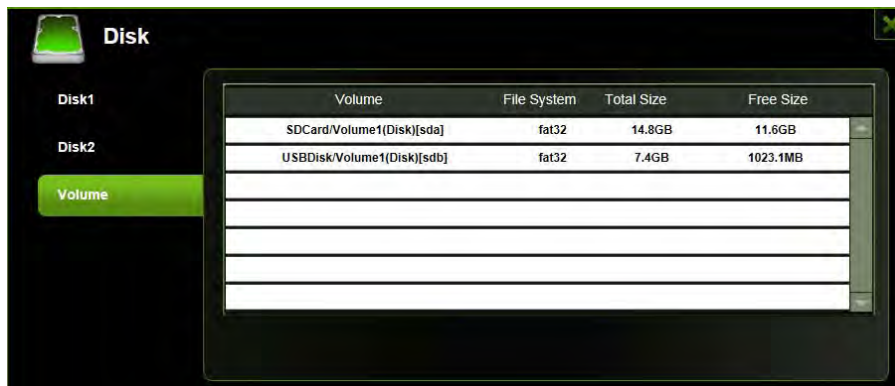 Disk
Disk1
Disk2
Volume
Volume File System Total Size Free Size
SDCard/Volume1(Disk)[sda] fat32 14.8GB 11.6GB
USBDisk/Volume1(Disk)[sdb] fat32 7.4GB 1023.1MB